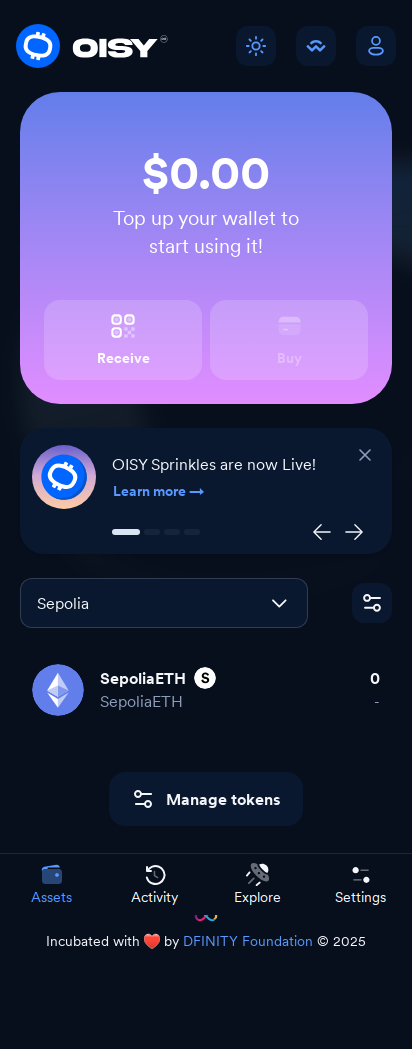 OISY
$0.00
Top up your wallet to
start using it!
Receive
Buy
OISY Sprinkles are now Live!
Learn more →
Sepolia
SepoliaETH S
0
SepoliaETH
-
Manage tokens
Assets
Activity
Explore
Settings
Incubated with ❤️ by DFINITY Foundation © 2025